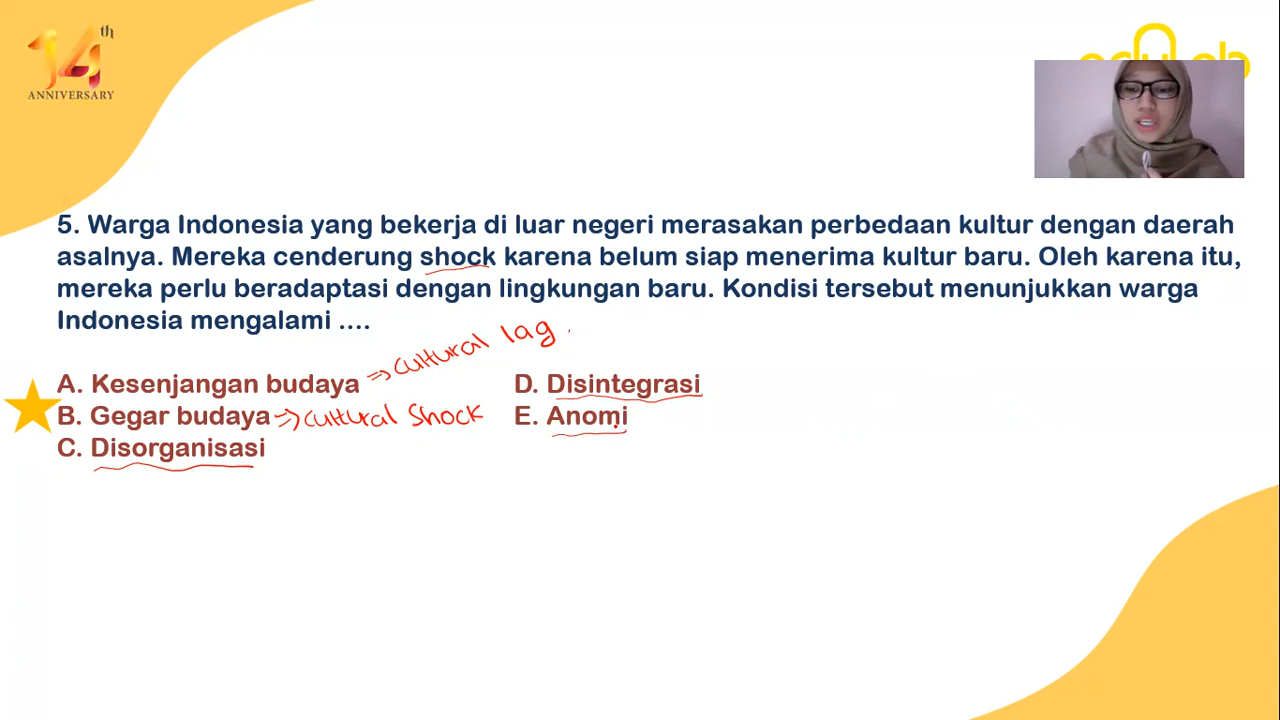 14th
ANNIVERSARY
5. Warga Indonesia yang bekerja di luar negeri merasakan perbedaan kultur dengan daerah
asalnya. Mereka cenderung shock karena belum siap menerima kultur baru. Oleh karena itu,
mereka perlu beradaptasi dengan lingkungan baru. Kondisi tersebut menunjukkan warga
Indonesia mengalami ....
A. Kesenjangan budaya => cultural lag.
B. Gegar budaya => cultural Shock
C. Disorganisasi
D. Disintegrasi
E. Anomi